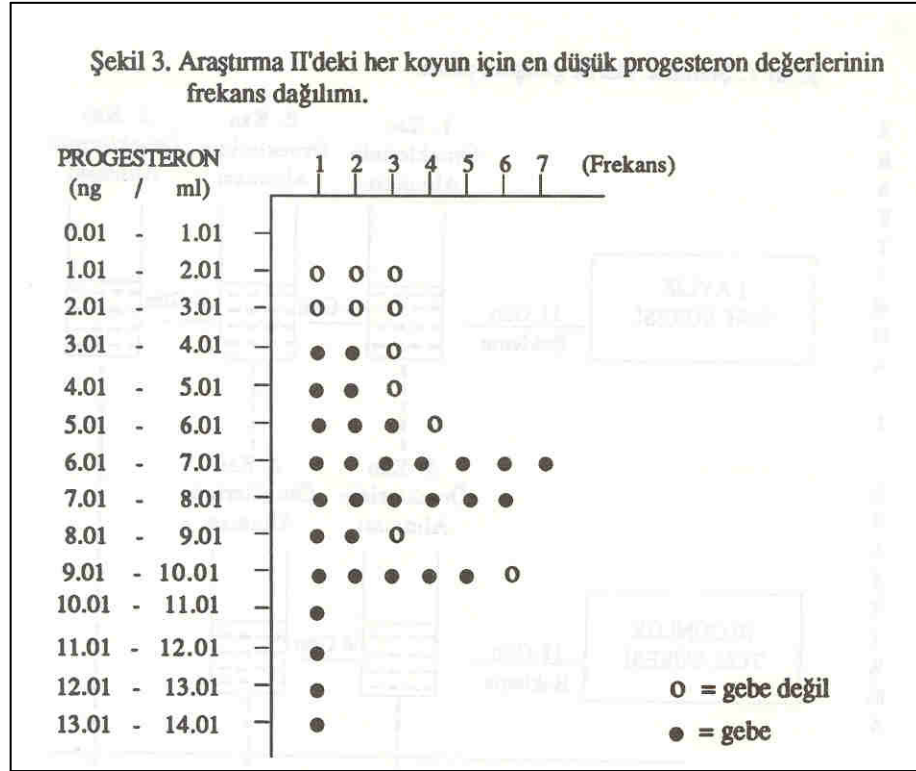 Şekil 3. Araştırma II'deki her koyun için en düşük progesteron değerlerinin
frekans dağılımı.
PROGESTERON 1 2 3 4 5 6 7 (Frekans)
(ng / ml)
0.01 - 1.01
1.01 - 2.01 o o o
2.01 - 3.01 o o o
3.01 - 4.01 ● ● o
4.01 - 5.01 ● ● o
5.01 - 6.01 ● ● ● o
6.01 - 7.01 ● ● ● ● ● ● ●
7.01 - 8.01 ● ● ● ● ● ●
8.01 - 9.01 ● ● o
9.01 - 10.01 ● ● ● ● ● o
10.01 - 11.01 ●
11.01 - 12.01 ●
12.01 - 13.01 ●
13.01 - 14.01 ●
o = gebe değil
● = gebe